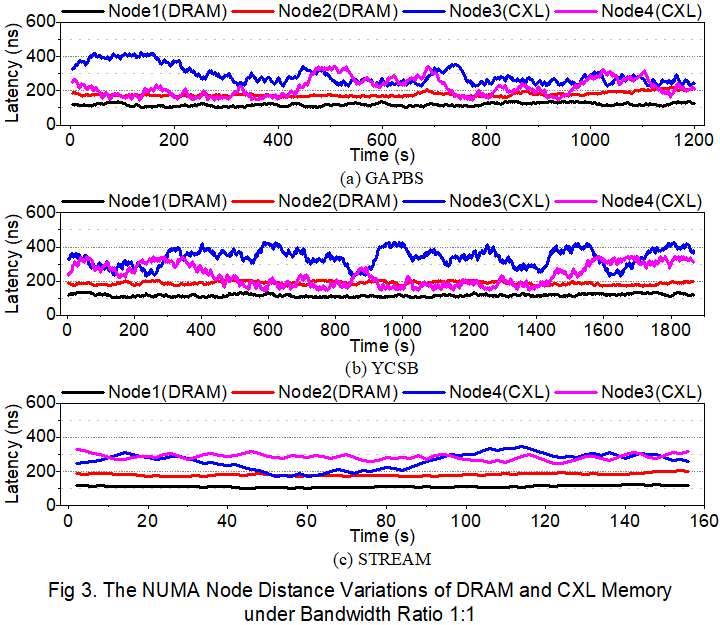 Node1(DRAM) Node2(DRAM) Node3(CXL) Node4(CXL)
600
400
200
0
Latency (ns)
0 200 400 600 800 1000 1200
Time (s)
(a) GAPBS
Node1(DRAM) Node2(DRAM) Node3(CXL) Node4(CXL)
600
400
200
0
Latency (ns)
0 200 400 600 800 1000 1200 1400 1600 1800
Time (s)
(b) YCSB
Node1(DRAM) Node2(DRAM) Node4(CXL) Node3(CXL)
600
400
200
0
Latency (ns)
0 20 40 60 80 100 120 140 160
Time (s)
(c) STREAM
Fig 3. The NUMA Node Distance Variations of DRAM and CXL Memory
under Bandwidth Ratio 1:1